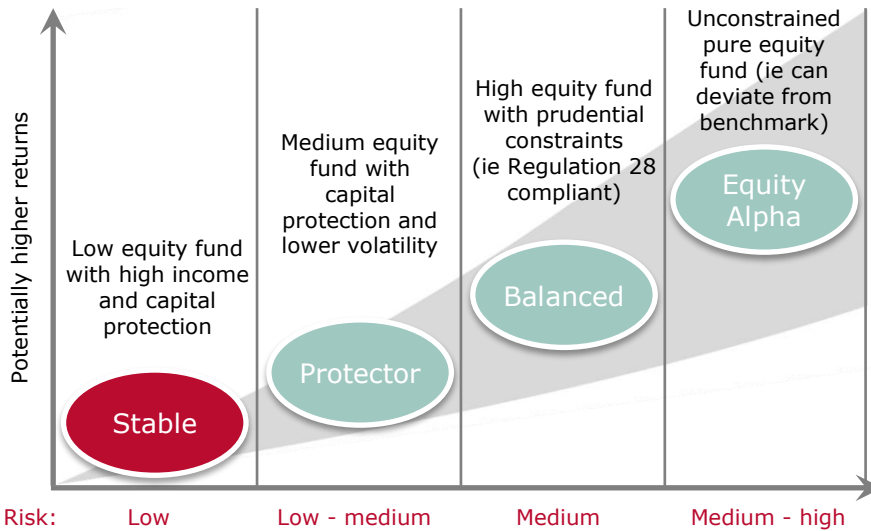 Potentially higher returns
Low equity fund
with high income
and capital
protection
Stable
Medium equity
fund with
capital
protection and
lower volatility
Protector
High equity fund
with prudential
constraints
(ie Regulation 28
compliant)
Balanced
Unconstrained
pure equity
fund (ie can
deviate from
benchmark)
Equity
Alpha
Risk: Low Low - medium Medium Medium - high